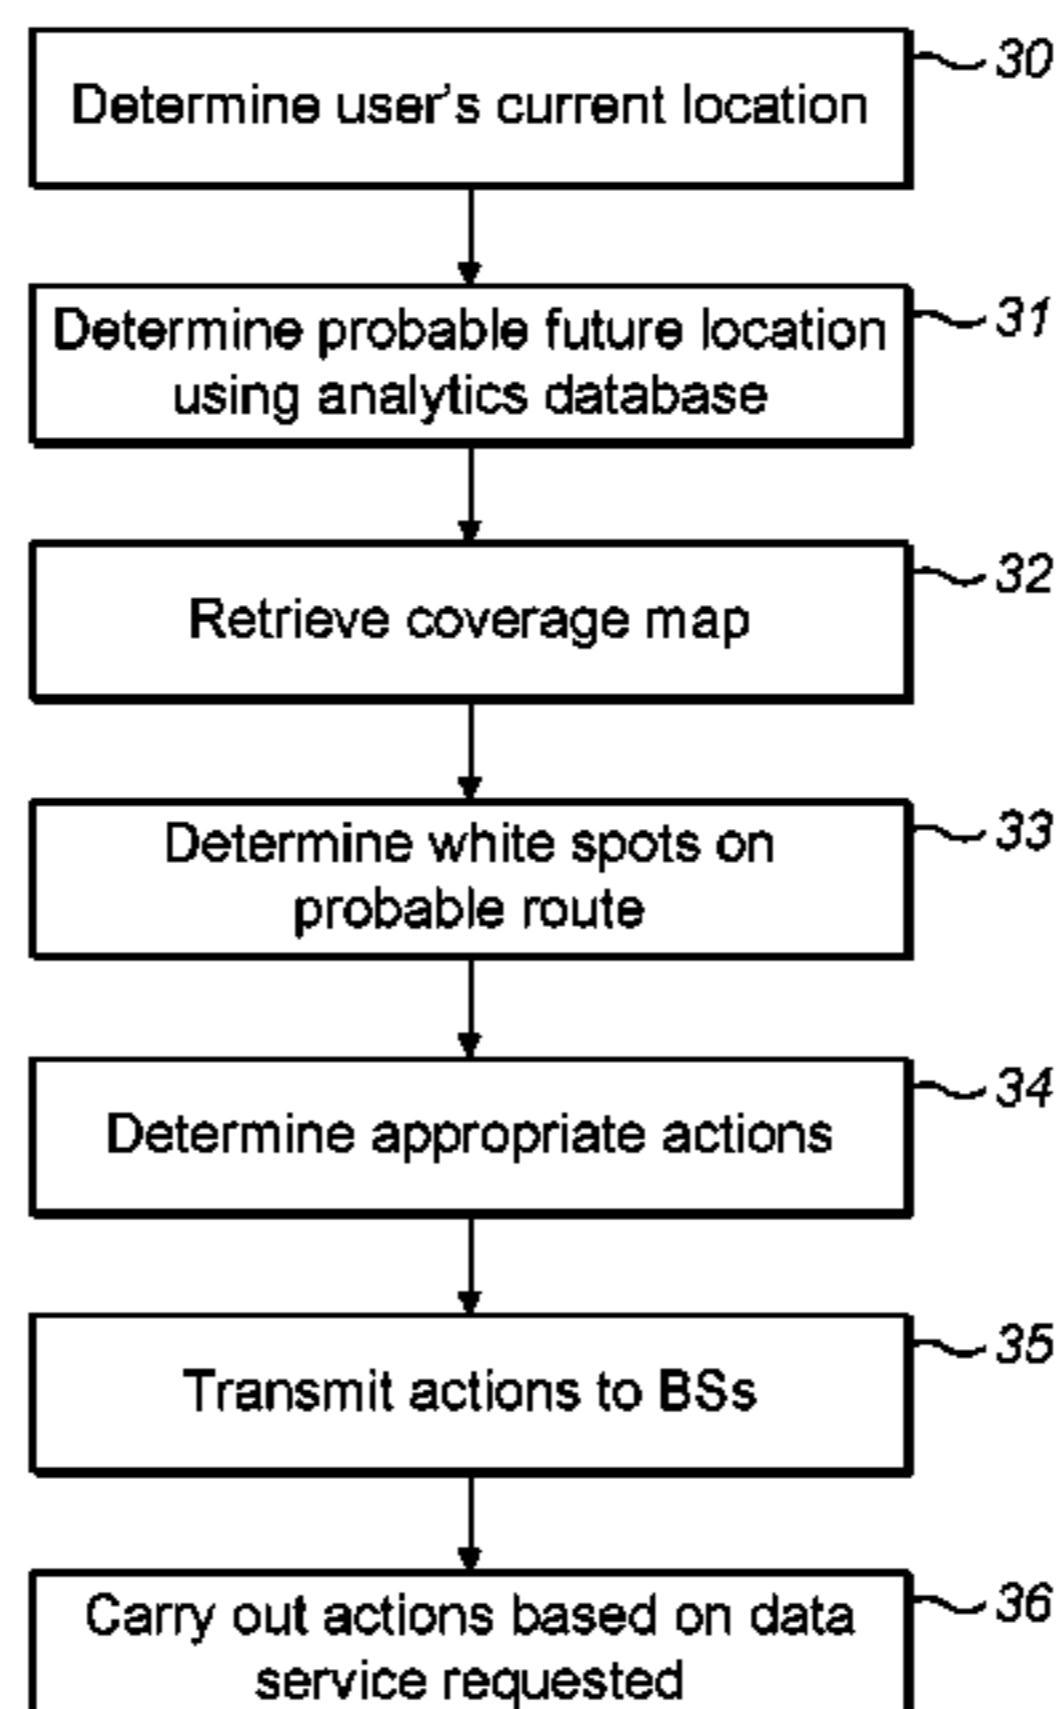 30
Determine user's current location
31
Determine probable future location
using analytics database
32
Retrieve coverage map
33
Determine white spots on
probable route
34
Determine appropriate actions
35
Transmit actions to BSs
36
Carry out actions based on data
service requested